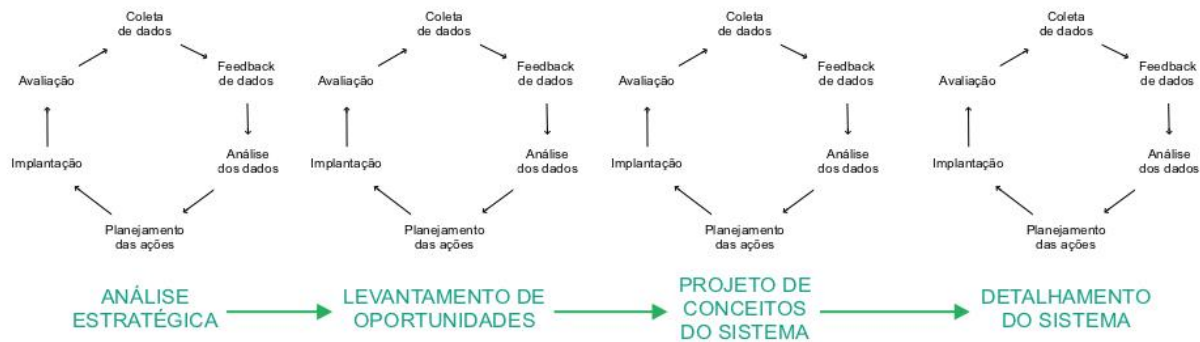 Coleta
de dados
Feedback
de dados
Análise
dos dados
Planejamento
das ações
Implantação
Avaliação
Coleta
de dados
Feedback
de dados
Análise
dos dados
Planejamento
das ações
Implantação
Avaliação
Coleta
de dados
Feedback
de dados
Análise
dos dados
Planejamento
das ações
Implantação
Avaliação
Coleta
de dados
Feedback
de dados
Análise
dos dados
Planejamento
das ações
Implantação
Avaliação
ANÁLISE
ESTRATÉGICA
LEVANTAMENTO DE
OPORTUNIDADES
PROJETO DE
CONCEITOS
DO SISTEMA
DETALHAMENTO
DO SISTEMA